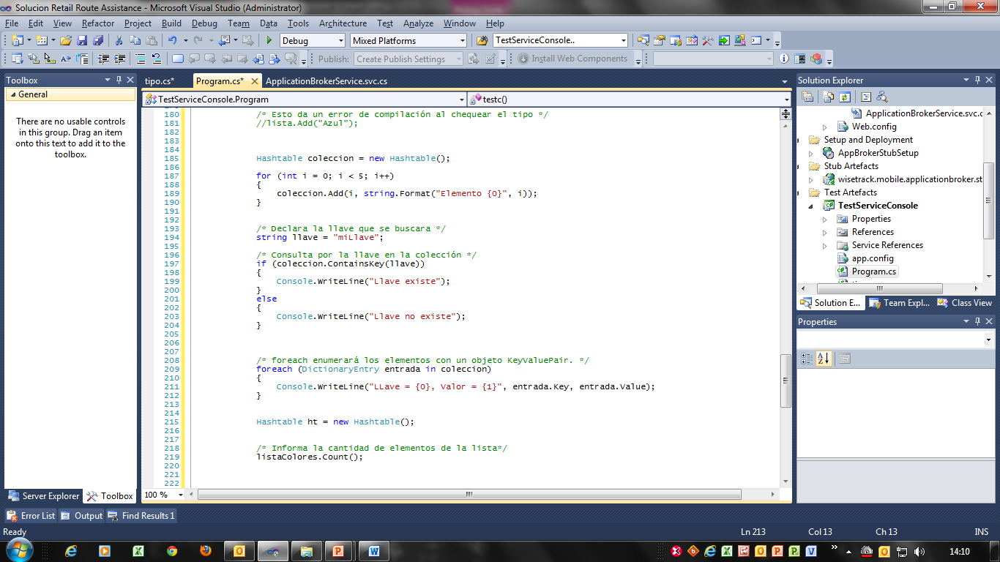 Solucion Retail Route Assistance - Microsoft Visual Studio (Administrator)
File Edit View Refactor Project Build Debug Team Data Tools Architecture Test Analyze Window Help
Debug Mixed Platforms TestServiceConsole..
Publish: Create Publish Settings Install Web Components
Toolbox
General
There are no usable controls
in this group. Drag an item
onto this text to add it to the
toolbox.
Server Explorer Toolbox
tipo.cs* Program.cs* ApplicationBrokerService.svc.cs
TestServiceConsole.Program testc()
180 /* Esto da un error de compilación al chequear el tipo */
181 //lista.Add("Azul");
182
183
184
185 Hashtable coleccion = new Hashtable();
186
187 for (int i = 0; i < 5; i++)
188 {
189 coleccion.Add(i, string.Format("Elemento {0}", i));
190 }
191
192
193 /* Declara la llave que se buscara */
194 string llave = "miLlave";
195
196 /* Consulta por la llave en la colección */
197 if (coleccion.ContainsKey(llave))
198 {
199 Console.WriteLine("Llave existe");
200 }
201 else
202 {
203 Console.WriteLine("Llave no existe");
204 }
205
206
207
208 /* foreach enumerará los elementos con un objeto KeyValuePair. */
209 foreach (DictionaryEntry entrada in coleccion)
210 {
211 Console.WriteLine("LLave = {0}, Valor = {1}", entrada.Key, entrada.Value);
212 }
213
214
215 Hashtable ht = new Hashtable();
216
217
218 /* Informa la cantidad de elementos de la lista*/
219 listaColores.Count();
220
221
222
100 %
Solution Explorer
ApplicationBrokerService.svc.c
Web.config
Setup and Deployment
AppBrokerStubSetup
Stub Artefacts
wisetrack.mobile.applicationbroker.st
Test Artefacts
TestServiceConsole
Properties
References
Service References
app.config
Program.cs
Solution E... Team Expl... Class View
Properties
Error List Output Find Results 1
Ready Ln 213 Col 13 Ch 13 INS
14:10